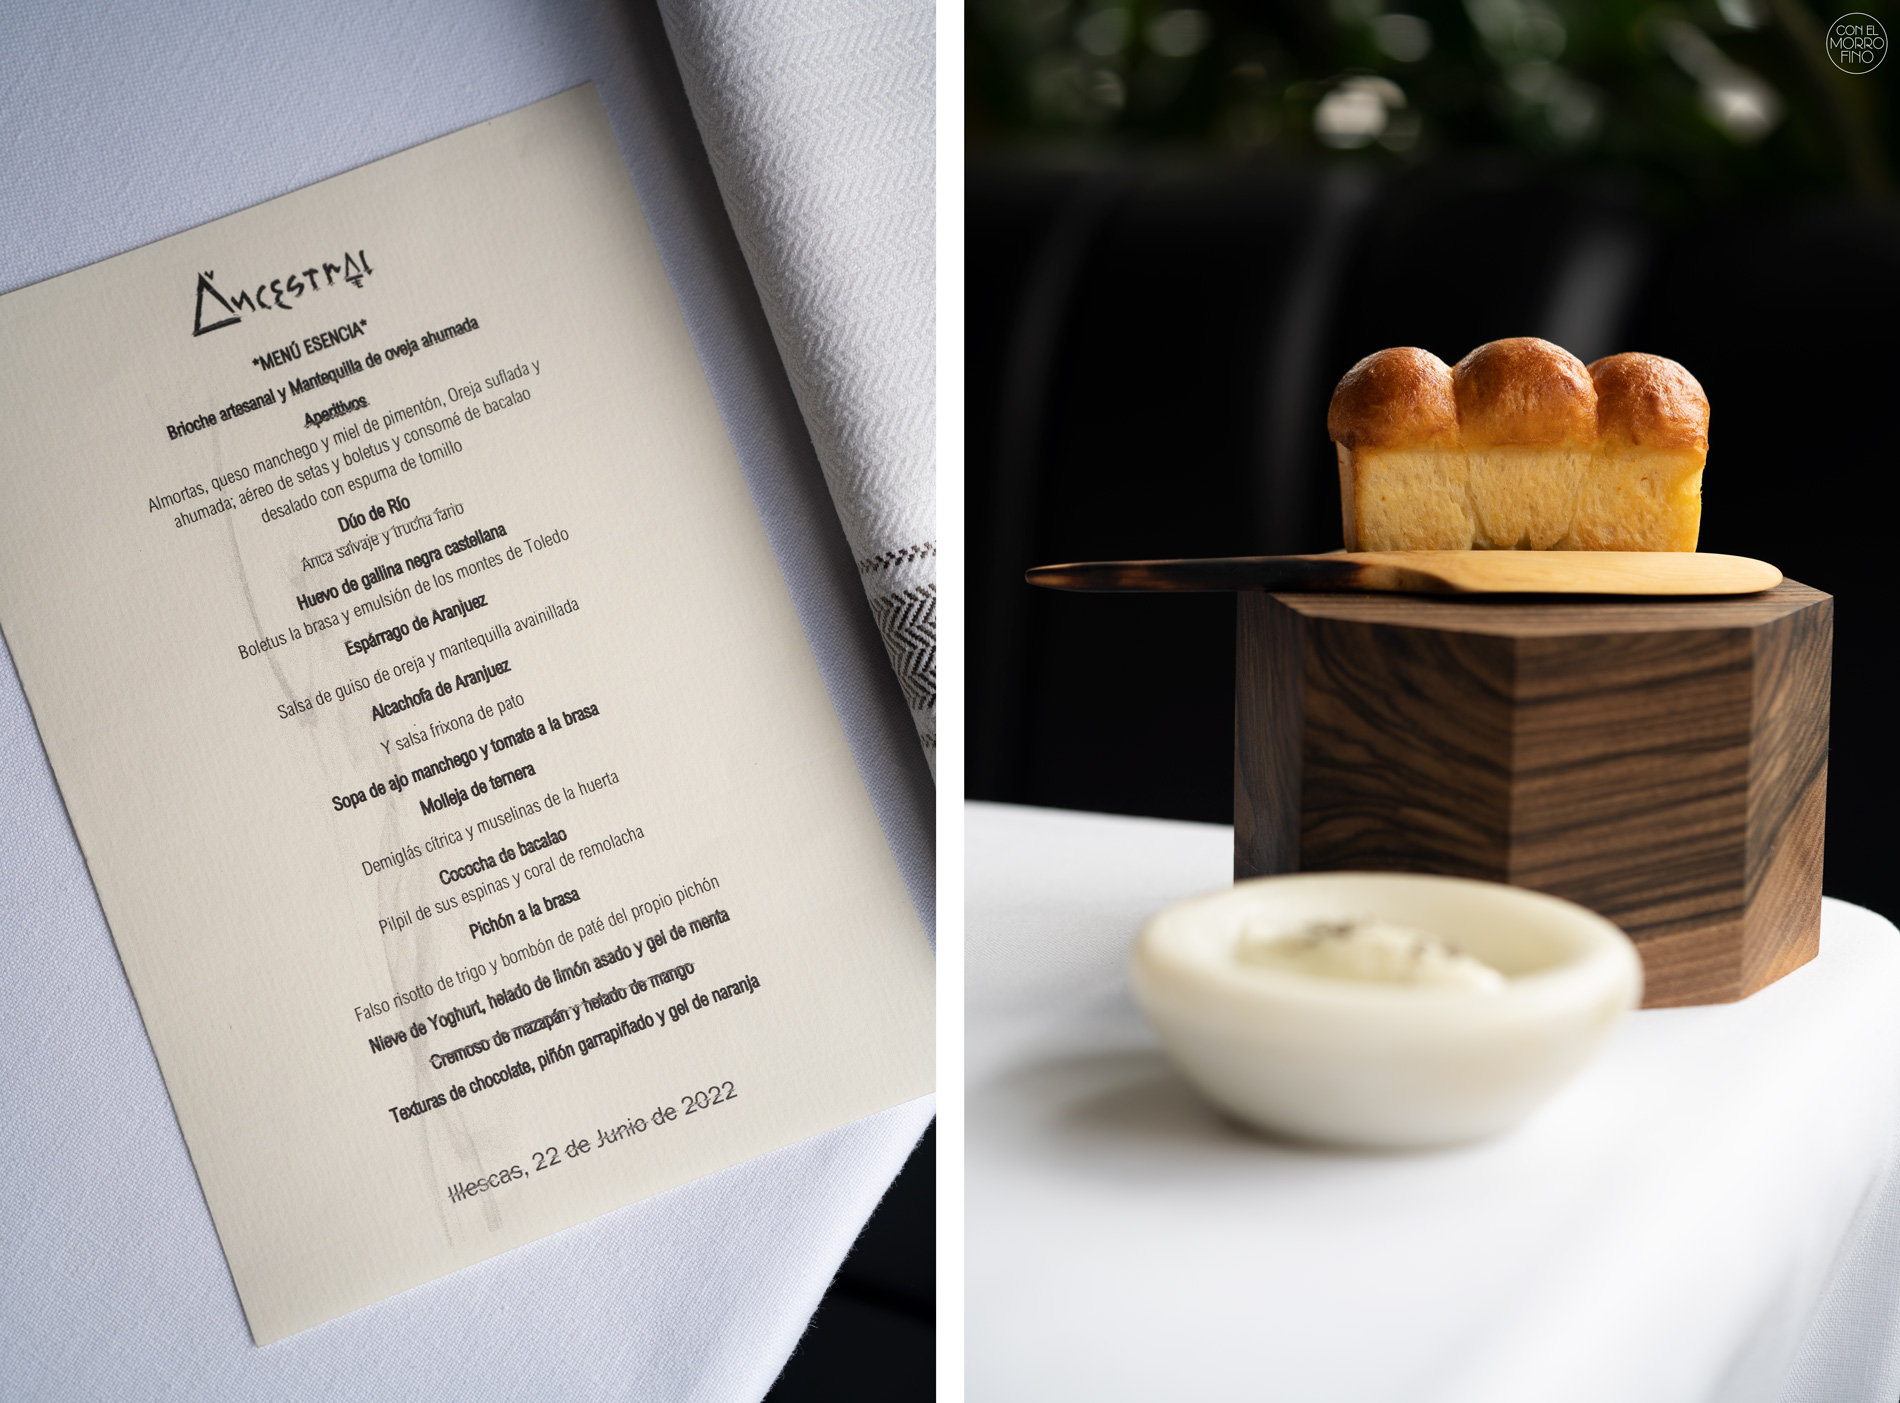 Ancestral
*MENÚ ESENCIA*
Brioche artesanal y Mantequilla de oveja ahumada
Aperitivos
Almortas, queso manchego y miel de pimentón, Oreja suflada y
ahumada; aéreo de setas y boletus y consomé de bacalao
desalado con espuma de tomillo
Dúo de Río
Anca salvaje y trucha fario
Huevo de gallina negra castellana
Boletus la brasa y emulsión de los montes de Toledo
Espárrago de Aranjuez
Salsa de guiso de oreja y mantequilla avainillada
Alcachofa de Aranjuez
Y salsa frixona de pato
Sopa de ajo manchego y tomate a la brasa
Molleja de ternera
Demiglás cítrica y muselinas de la huerta
Cococha de bacalao
Pilpil de sus espinas y coral de remolacha
Pichón a la brasa
Falso risotto de trigo y bombón de paté del propio pichón
Nieve de Yoghurt, helado de limón asado y gel de menta
Cremoso de mazapán y helado de mango
Texturas de chocolate, piñón garrapiñado y gel de naranja
Illescas, 22 de Junio de 2022
CON EL
MORRO
FINO